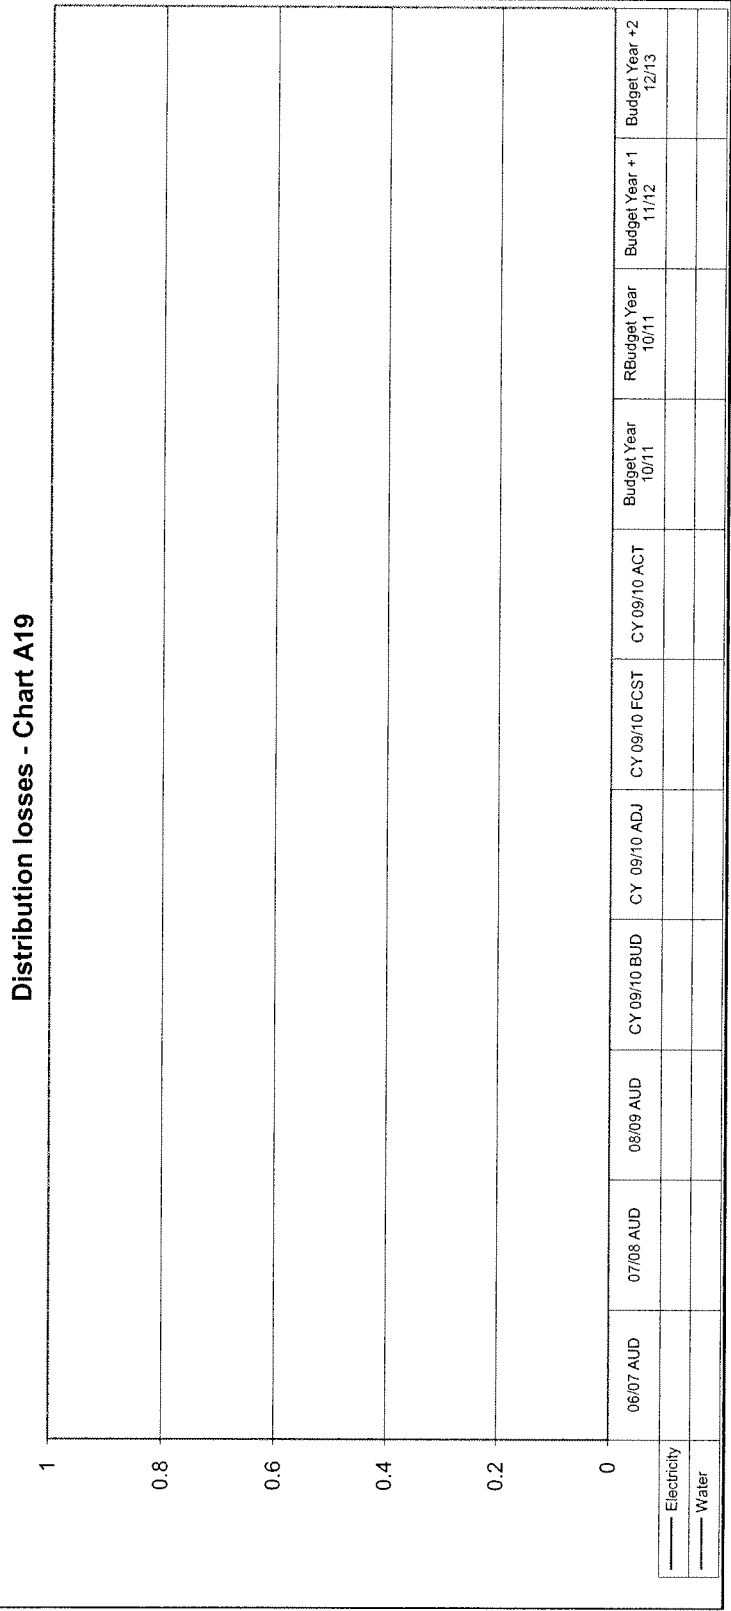 Distribution losses - Chart A19
1
0.8
0.6
0.4
0.2
0
06/07 AUD
07/08 AUD
08/09 AUD
CY 09/10 BUD
CY 09/10 ADJ
CY 09/10 FCST
CY 09/10 ACT
Budget Year
10/11
RBudget Year
10/11
Budget Year +1
11/12
Budget Year +2
12/13
Electricity
Water